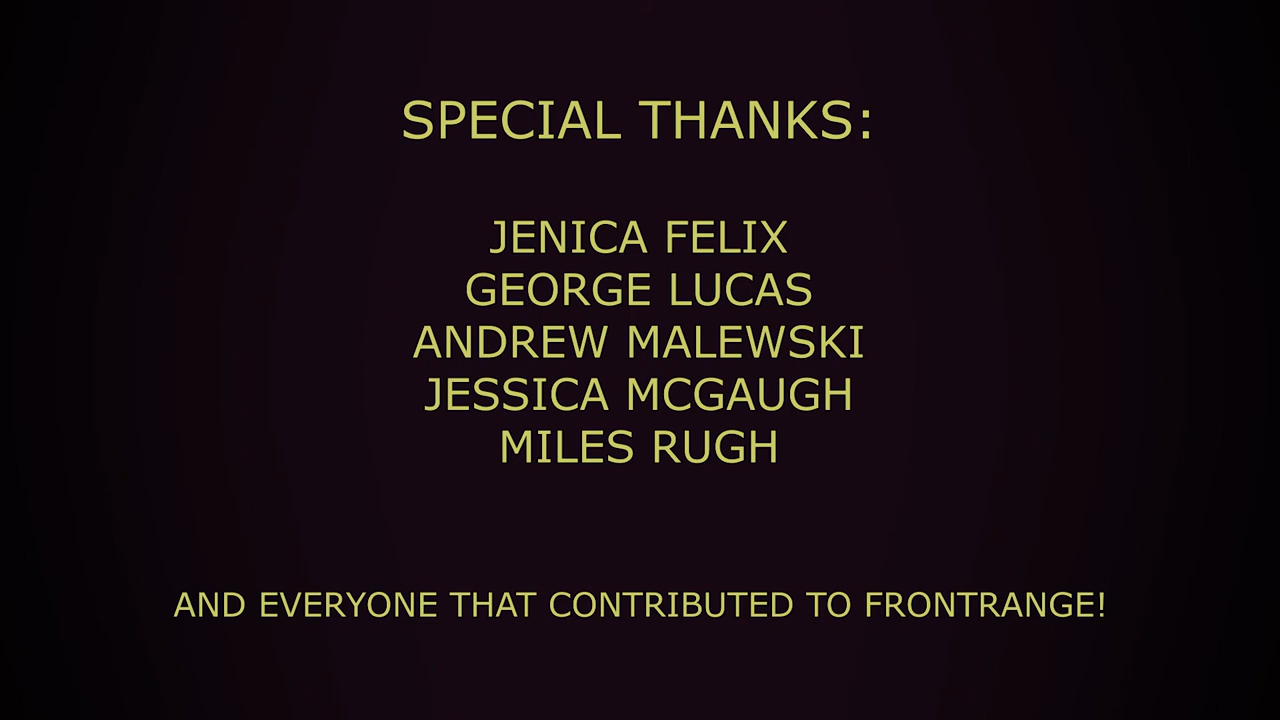 SPECIAL THANKS:
JENICA FELIX
GEORGE LUCAS
ANDREW MALEWSKI
JESSICA MCGAUGH
MILES RUGH
AND EVERYONE THAT CONTRIBUTED TO FRONTRANGE!